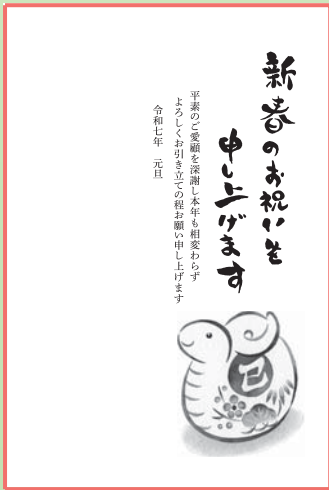 新春のお祝いを
申し上げます
平素のご愛顧を深謝し本年も相変わらず
よろしくお引き立ての程お願い申し上げます
令和七年　元旦
巳